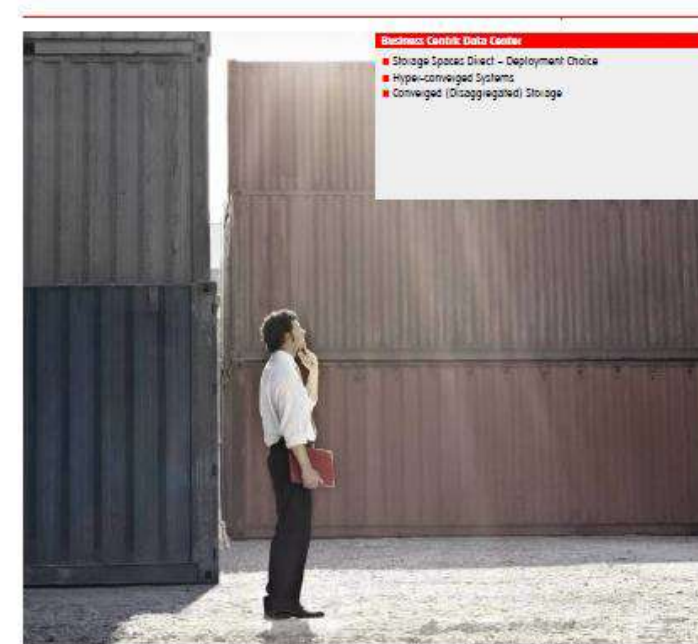 Business Centric Data Center
■ Storage Spaces Direct – Deployment Choice
■ Hyper-converged Systems
■ Converged (Disaggregated) Storage